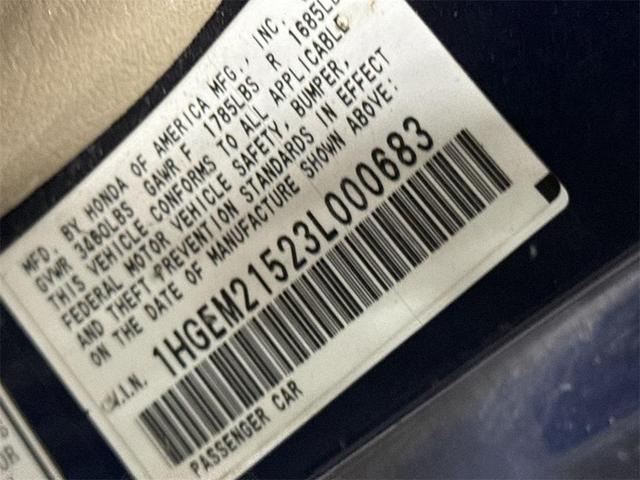 MFD. BY HONDA OF AMERICA MFG., INC.
GVWR 3460LBS GAWR F 1785LBS R 1685LB
THIS VEHICLE CONFORMS TO ALL APPLICABLE
FEDERAL MOTOR VEHICLE SAFETY, BUMPER,
AND THEFT PREVENTION STANDARDS IN EFFECT
ON THE DATE OF MANUFACTURE SHOWN ABOVE:
V.I.N. 1HGEM21523L000683
PASSENGER CAR
OR